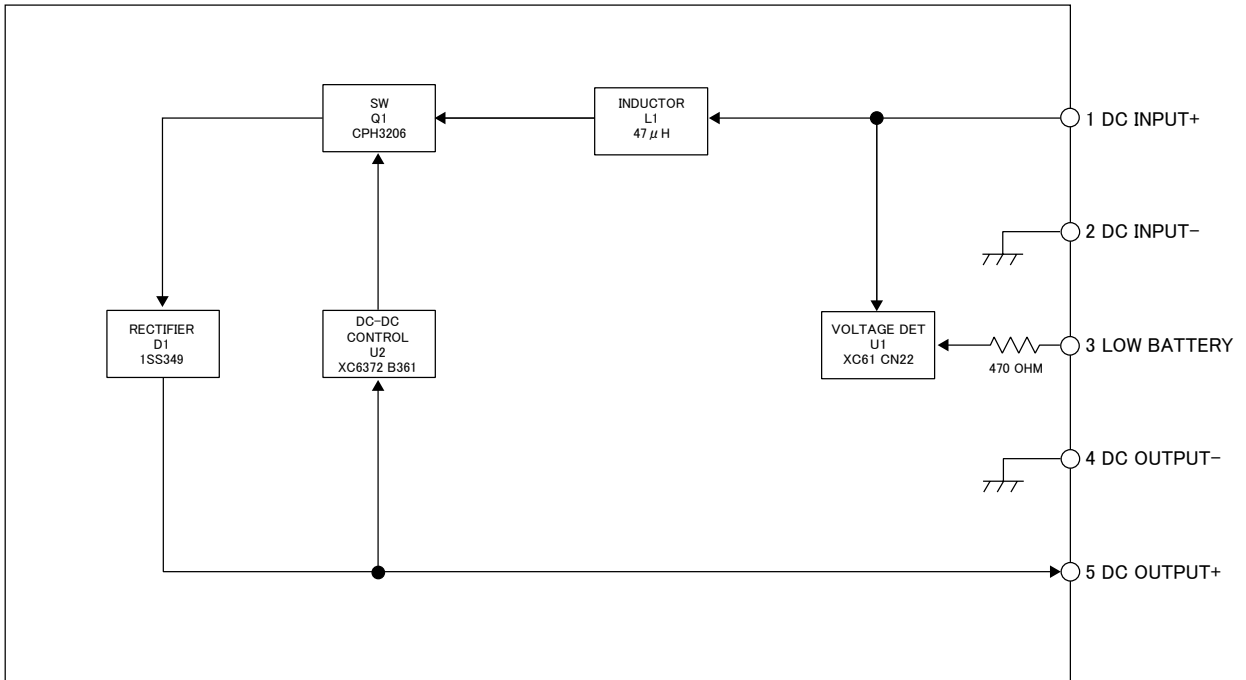 SW
Q1
CPH3206
INDUCTOR
L1
47 μ H
1 DC INPUT+
2 DC INPUT-
RECTIFIER
D1
1SS349
DC-DC
CONTROL
U2
XC6372 B361
VOLTAGE DET
U1
XC61 CN22
470 OHM
3 LOW BATTERY
4 DC OUTPUT-
5 DC OUTPUT+